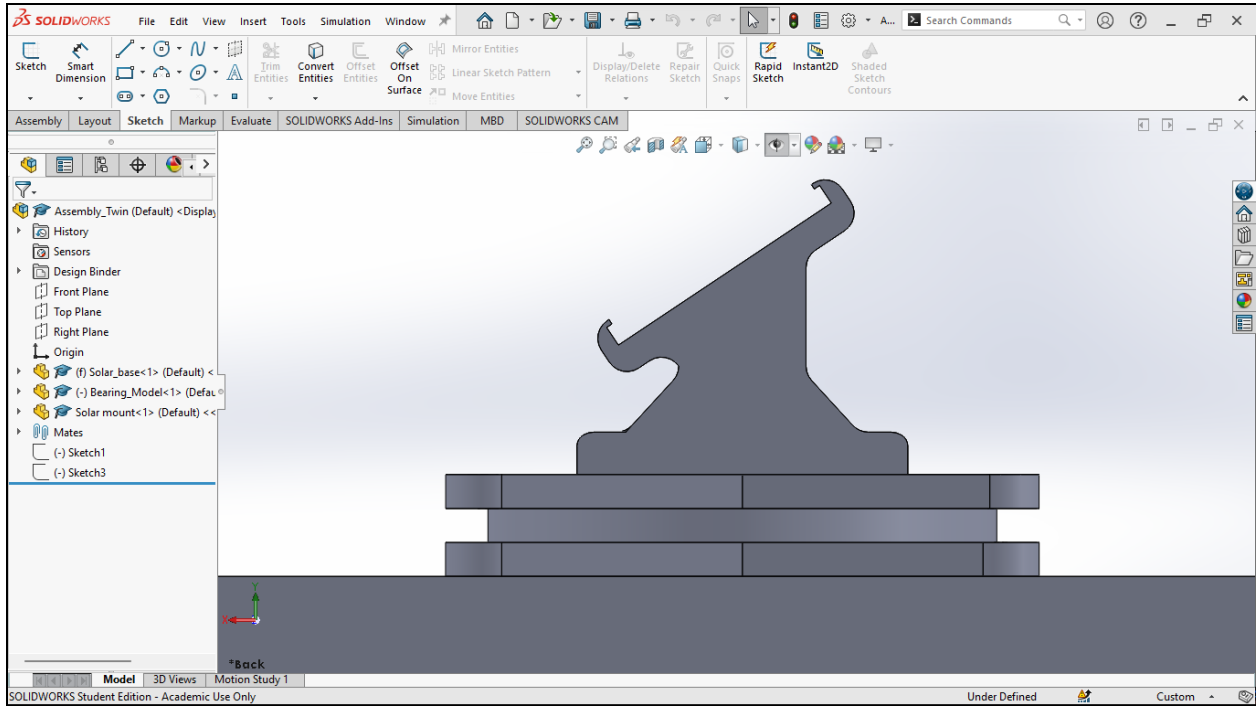 SOLIDWORKS File Edit View Insert Tools Simulation Window A... Search Commands
Sketch Smart Dimension Trim Entities Convert Entities Offset Entities Offset On Surface Mirror Entities Linear Sketch Pattern Move Entities Display/Delete Relations Repair Sketch Quick Snaps Rapid Sketch Instant2D Shaded Sketch Contours
Assembly Layout Sketch Markup Evaluate SOLIDWORKS Add-Ins Simulation MBD SOLIDWORKS CAM
Assembly_Twin (Default) <Display
History
Sensors
Design Binder
Front Plane
Top Plane
Right Plane
Origin
(f) Solar_base<1> (Default) <
(-) Bearing_Model<1> (Defau
Solar mount<1> (Default) <<
Mates
(-) Sketch1
(-) Sketch3
Y
X
*Back
Model 3D Views Motion Study 1
SOLIDWORKS Student Edition - Academic Use Only Under Defined Custom